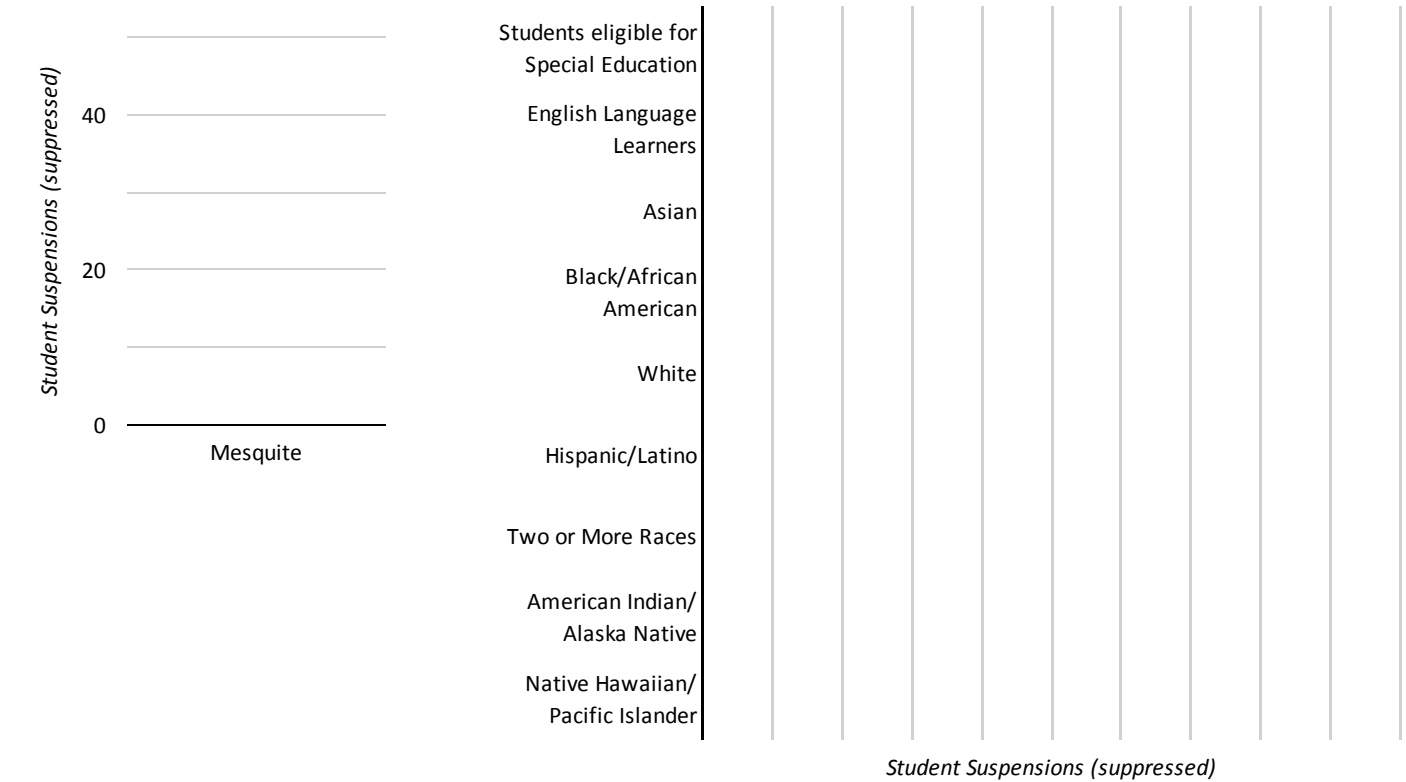 Student Suspensions (suppressed)
40
20
0
Mesquite
Students eligible for
Special Education
English Language
Learners
Asian
Black/African
American
White
Hispanic/Latino
Two or More Races
American Indian/
Alaska Native
Native Hawaiian/
Pacific Islander
Student Suspensions (suppressed)